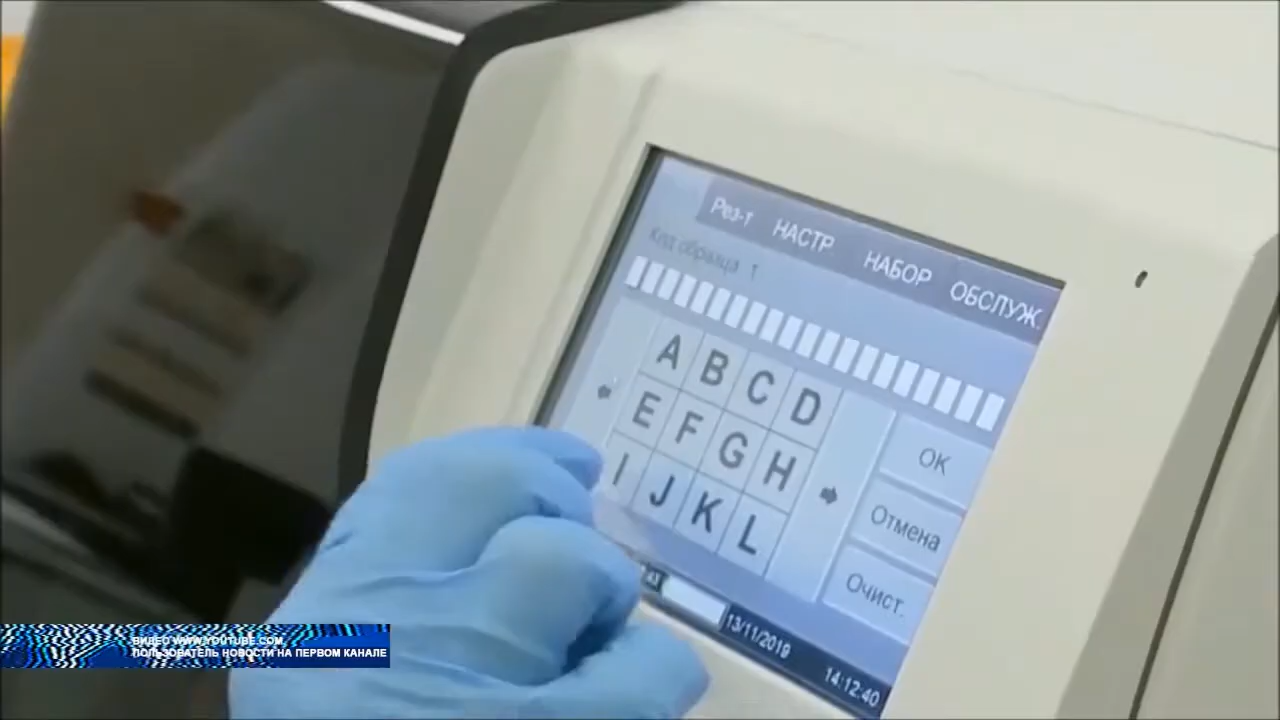 Рез-т НАСТР. НАБОР ОБСЛУЖ.
Код образца 1
A B C D
E F G H
I J K L
OK
Отмена
Очист.
13/11/2019
14:12:40
ВИДЕО WWW.YOUTUBE.COM,
ПОЛЬЗОВАТЕЛЬ НОВОСТИ НА ПЕРВОМ КАНАЛЕ